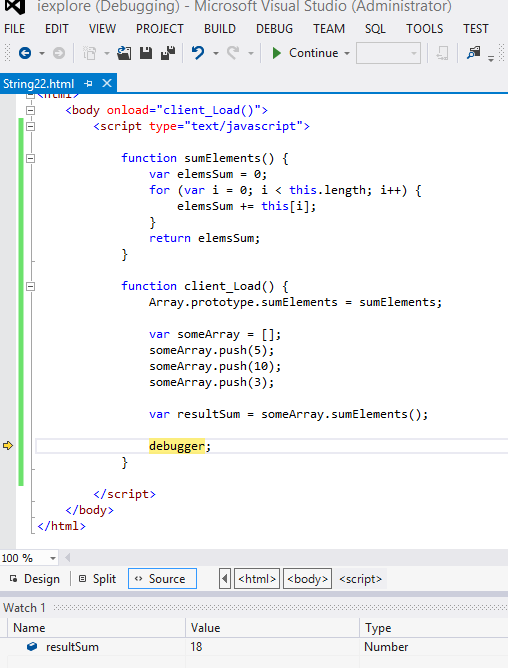 iexplore (Debugging) - Microsoft Visual Studio (Administrator)
FILE EDIT VIEW PROJECT BUILD DEBUG TEAM SQL TOOLS TEST
Continue
String22.html
<html>
<body onload="client_Load()">
<script type="text/javascript">
function sumElements() {
var elemsSum = 0;
for (var i = 0; i < this.length; i++) {
elemsSum += this[i];
}
return elemsSum;
}
function client_Load() {
Array.prototype.sumElements = sumElements;
var someArray = [];
someArray.push(5);
someArray.push(10);
someArray.push(3);
var resultSum = someArray.sumElements();
debugger;
}
</script>
</body>
</html>
100 %
Design Split Source <html> <body> <script>
Watch 1
Name Value Type
resultSum 18 Number